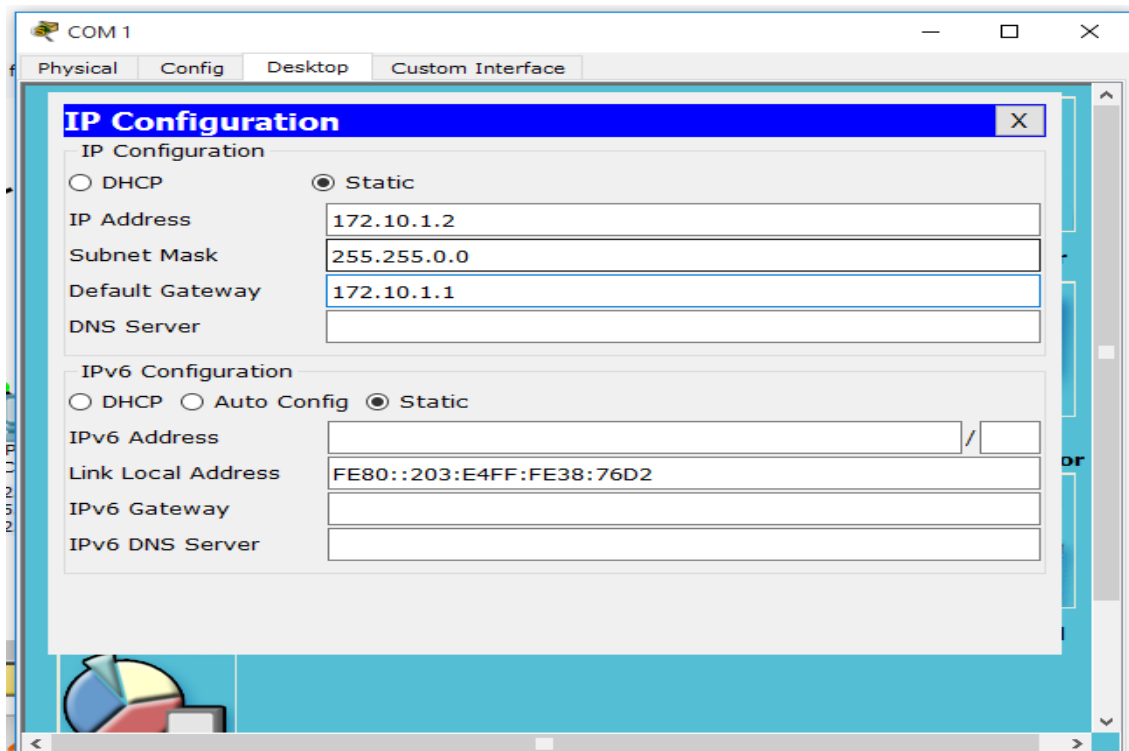 COM 1
Physical Config Desktop Custom Interface
IP Configuration X
IP Configuration
DHCP Static
IP Address 172.10.1.2
Subnet Mask 255.255.0.0
Default Gateway 172.10.1.1
DNS Server
IPv6 Configuration
DHCP Auto Config Static
IPv6 Address /
Link Local Address FE80::203:E4FF:FE38:76D2
IPv6 Gateway
IPv6 DNS Server